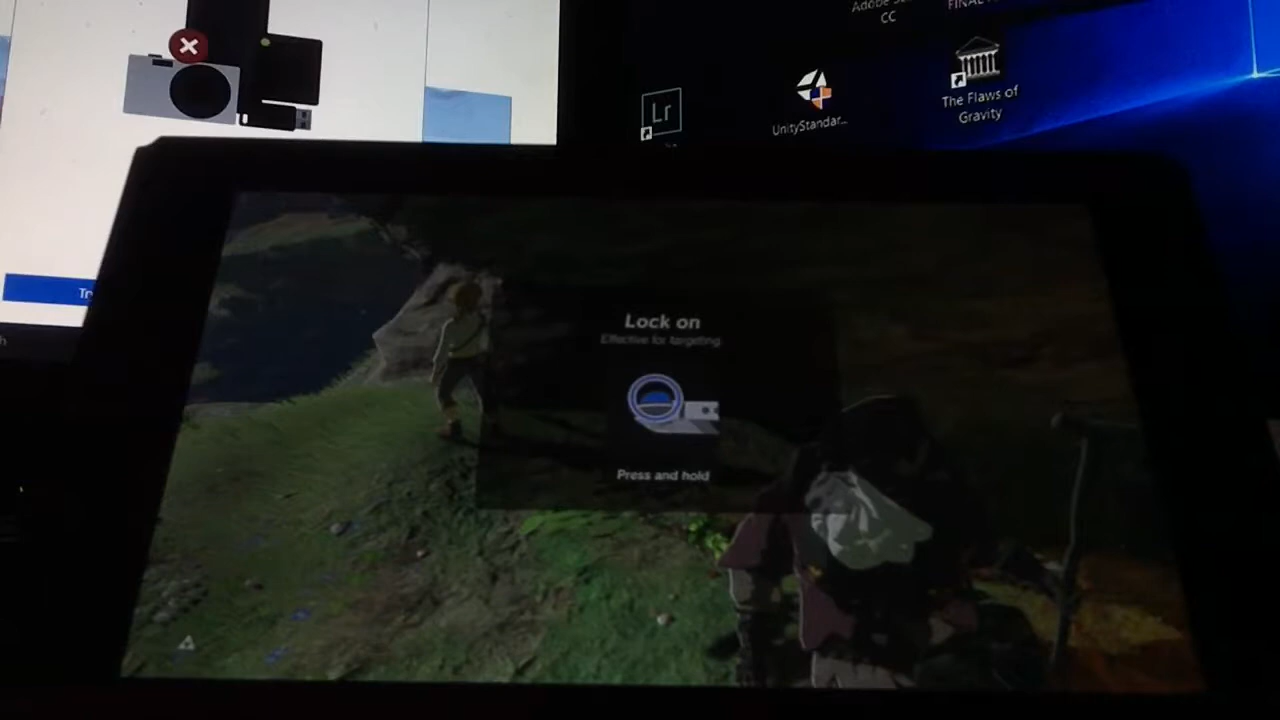 CC
Lr
UnityStandar...
The Flaws of
Gravity
Lock on
Effective for targeting
Press and hold